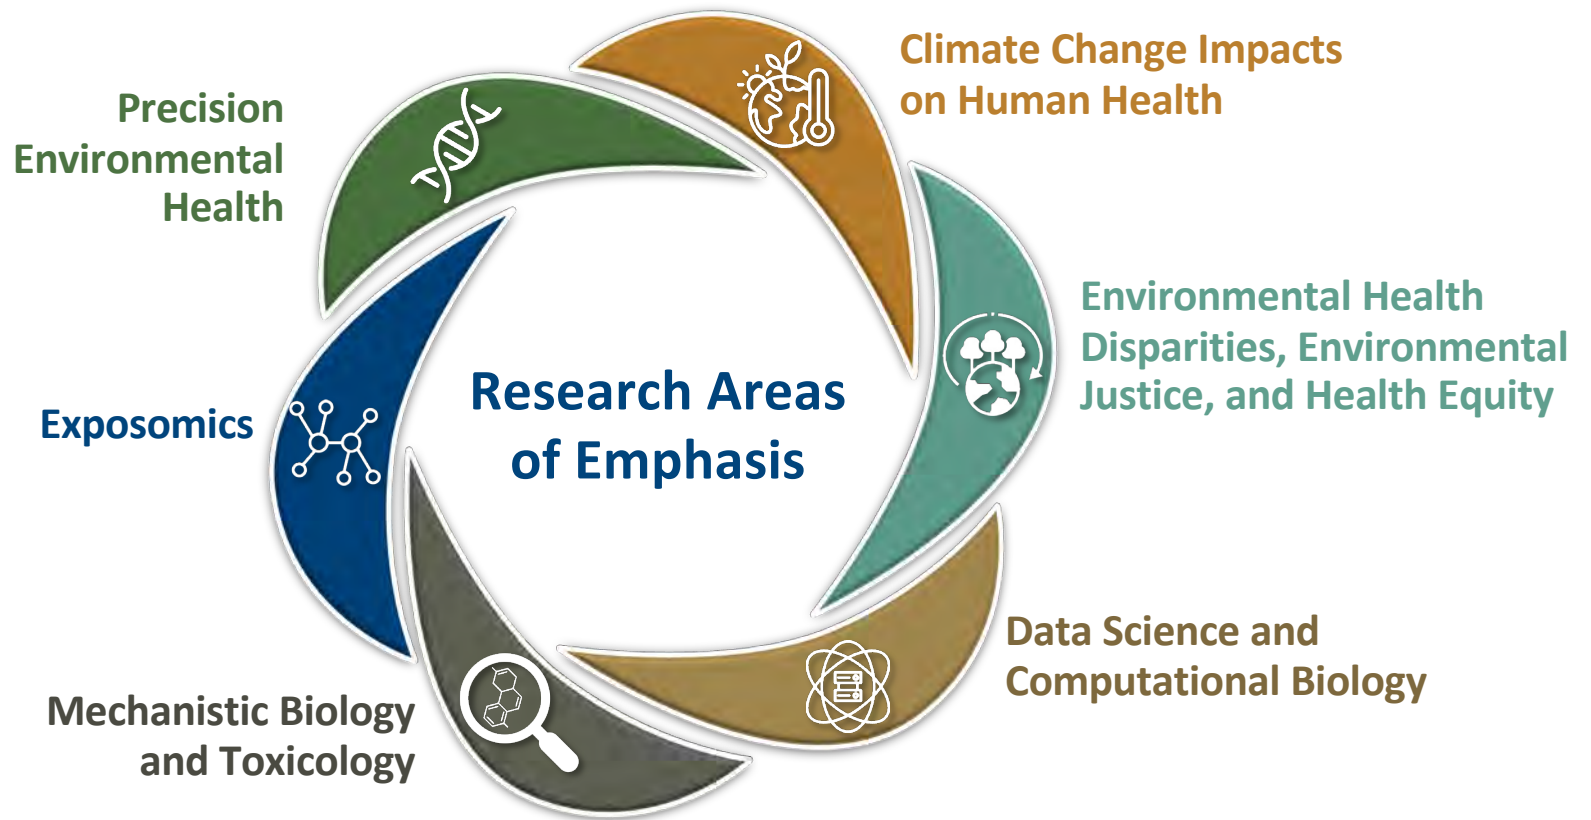 Climate Change Impacts
on Human Health
Precision
Environmental
Health
Environmental Health
Disparities, Environmental
Justice, and Health Equity
Research Areas
of Emphasis
Exposomics
Data Science and
Computational Biology
Mechanistic Biology
and Toxicology